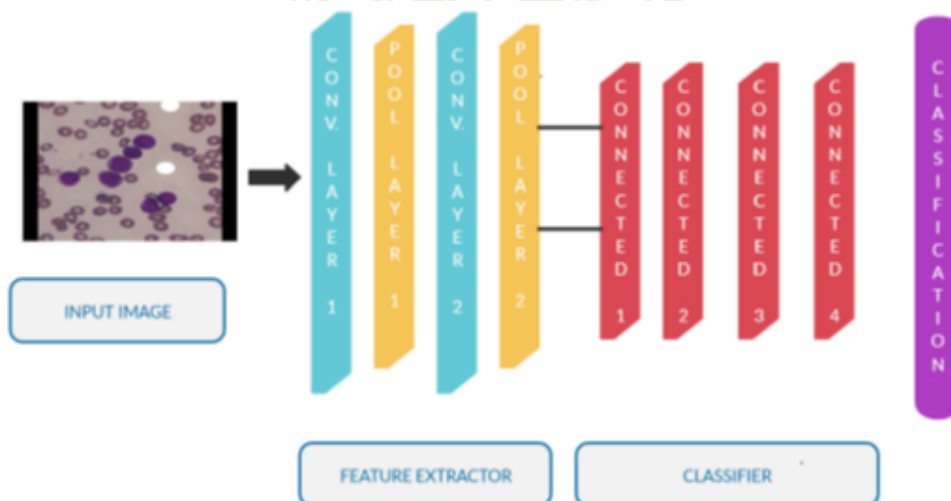 CONV. LAYER 1
POOL LAYER 1
CONV. LAYER 2
POOL LAYER 2
CONNECTED 1
CONNECTED 2
CONNECTED 3
CONNECTED 4
CLASSIFICATION
INPUT IMAGE
FEATURE EXTRACTOR
CLASSIFIER